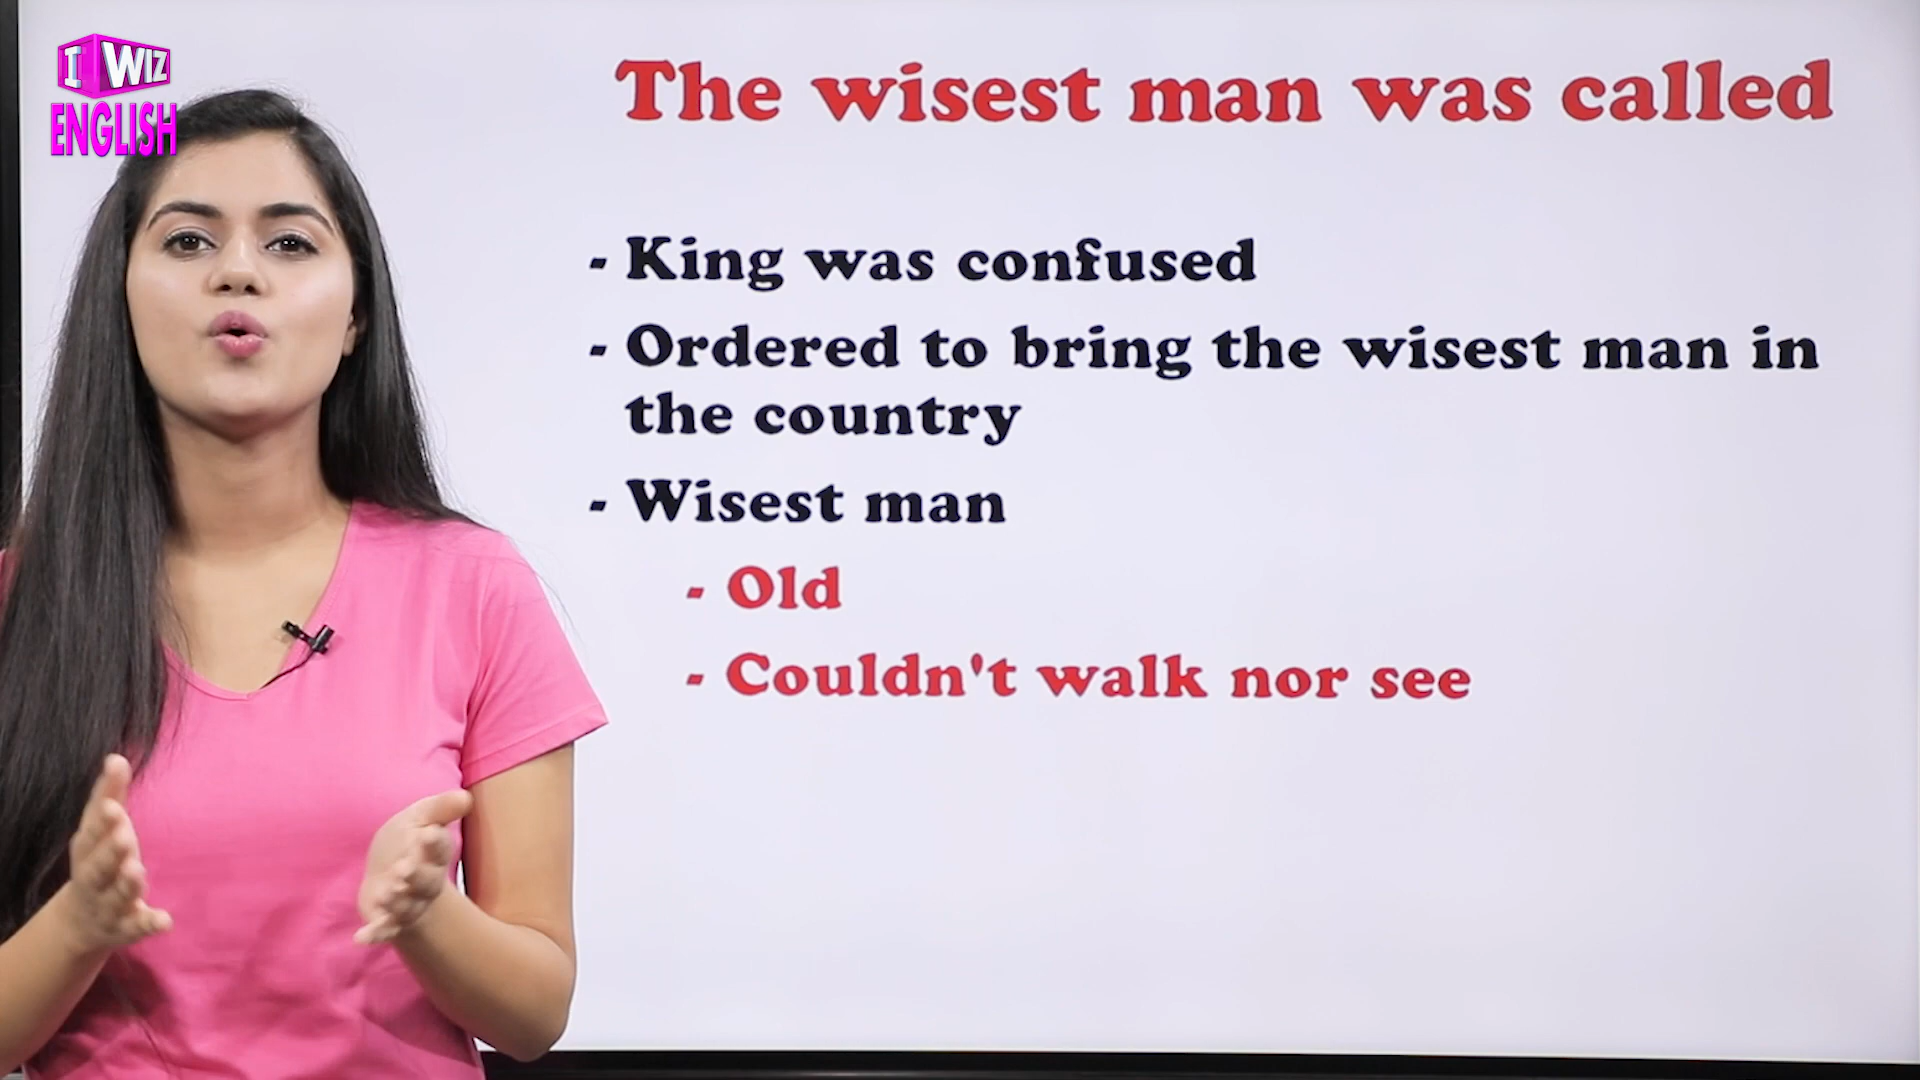 I WIZ
ENGLISH
The wisest man was called
- King was confused
- Ordered to bring the wisest man in
the country
- Wisest man
- Old
- Couldn't walk nor see